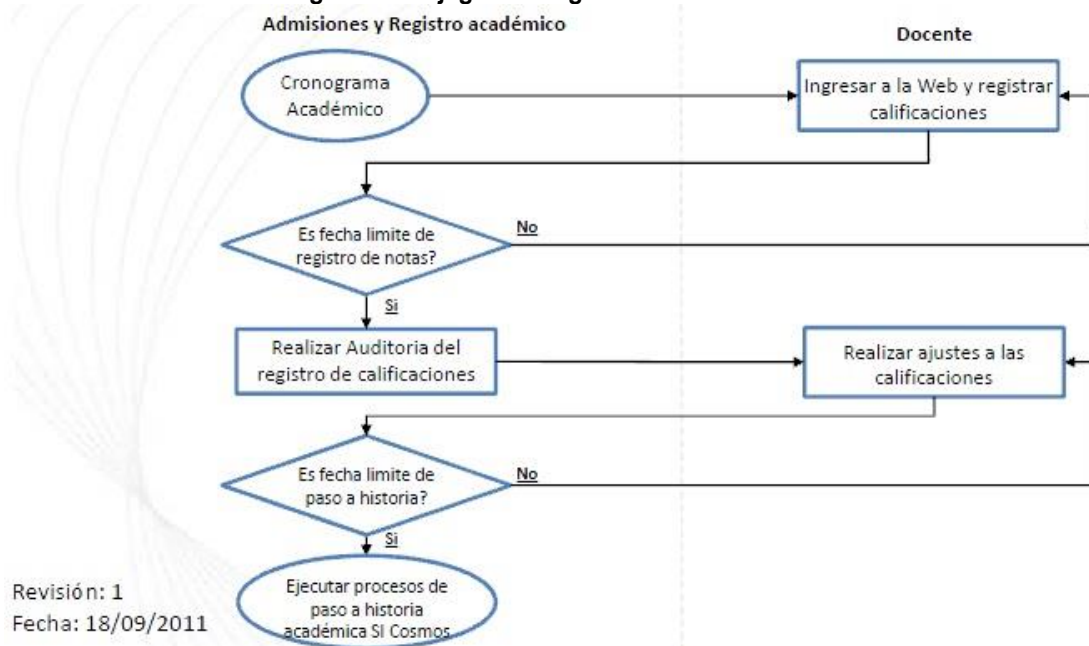 Admisiones y Registro académico
Docente
Cronograma
Académico
Ingresar a la Web y registrar
calificaciones
Es fecha limite de
registro de notas?
No
Si
Realizar Auditoria del
registro de calificaciones
Realizar ajustes a las
calificaciones
Es fecha limite de
paso a historia?
No
Si
Ejecutar procesos de
paso a historia
académica SI Cosmos
Revisión: 1
Fecha: 18/09/2011